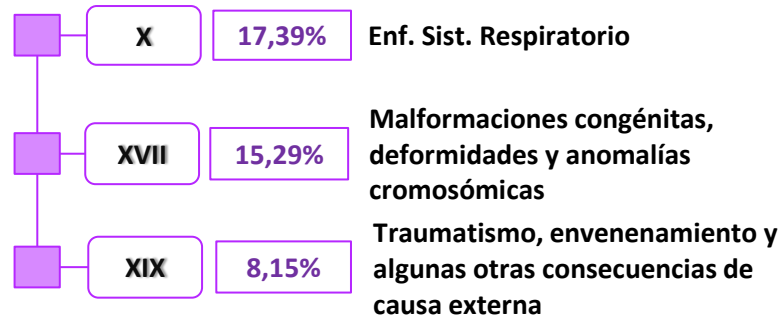 X 17,39% Enf. Sist. Respiratorio
XVII 15,29% Malformaciones congénitas,
deformidades y anomalías
cromosómicas
XIX 8,15% Traumatismo, envenenamiento y
algunas otras consecuencias de
causa externa